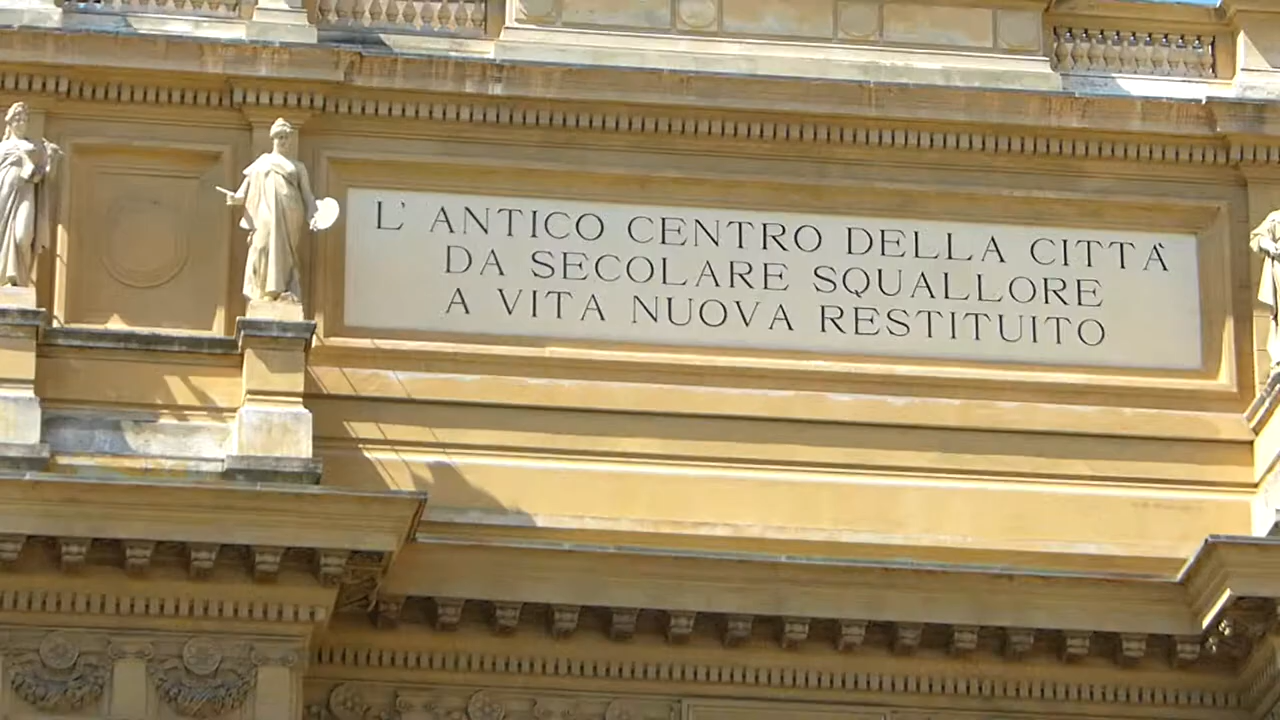 L' ANTICO CENTRO DELLA CITTÀ
DA SECOLARE SQUALLORE
A VITA NUOVA RESTITUITO